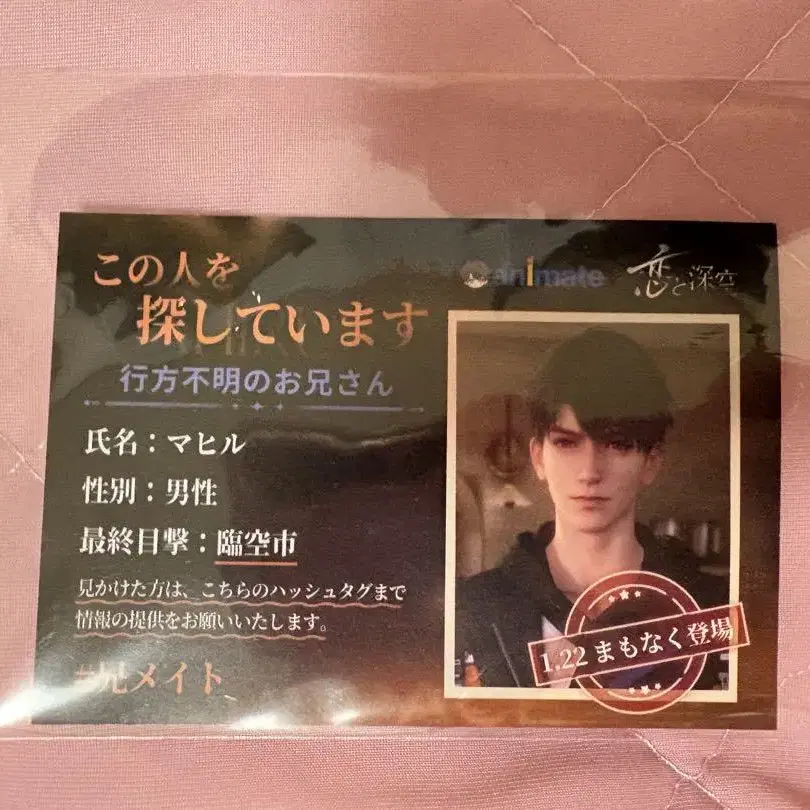 この人を
探しています
行方不明のお兄さん
animate
恋と深空
氏名：マヒル
性別：男性
最終目撃：臨空市
見かけた方は、こちらのハッシュタグまで
情報の提供をお願いいたします。
#兄メイト
1.22 まもなく登場